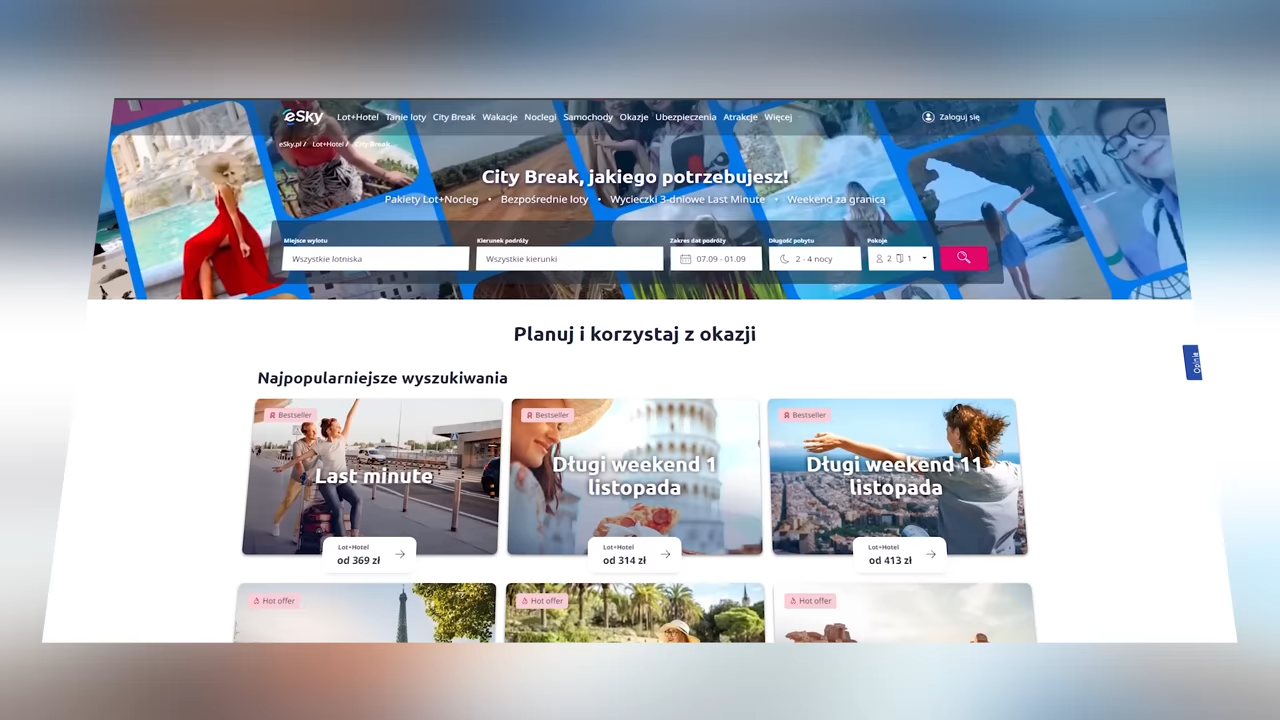 eSky Lot+Hotel Tanie loty City Break Wakacje Noclegi Samochody Okazje Ubezpieczenia Atrakcje Więcej Zaloguj się
eSky.pl / Lot+Hotel / City Break
City Break, jakiego potrzebujesz!
Pakiety Lot+Nocleg • Bezpośrednie loty • Wycieczki 3-dniowe Last Minute • Weekend za granicą
Miejsce wylotu Kierunek podróży Zakres dat podróży Długość pobytu Pokoje
Wszystkie lotniska Wszystkie kierunki 07.09 - 01.09 2 - 4 nocy 2 1
Planuj i korzystaj z okazji
Opinie
Najpopularniejsze wyszukiwania
Bestseller Bestseller Bestseller
Last minute
Długi weekend 1
listopada
Długi weekend 11
listopada
Lot+Hotel Lot+Hotel Lot+Hotel
od 369 zł od 314 zł od 413 zł
Hot offer Hot offer Hot offer